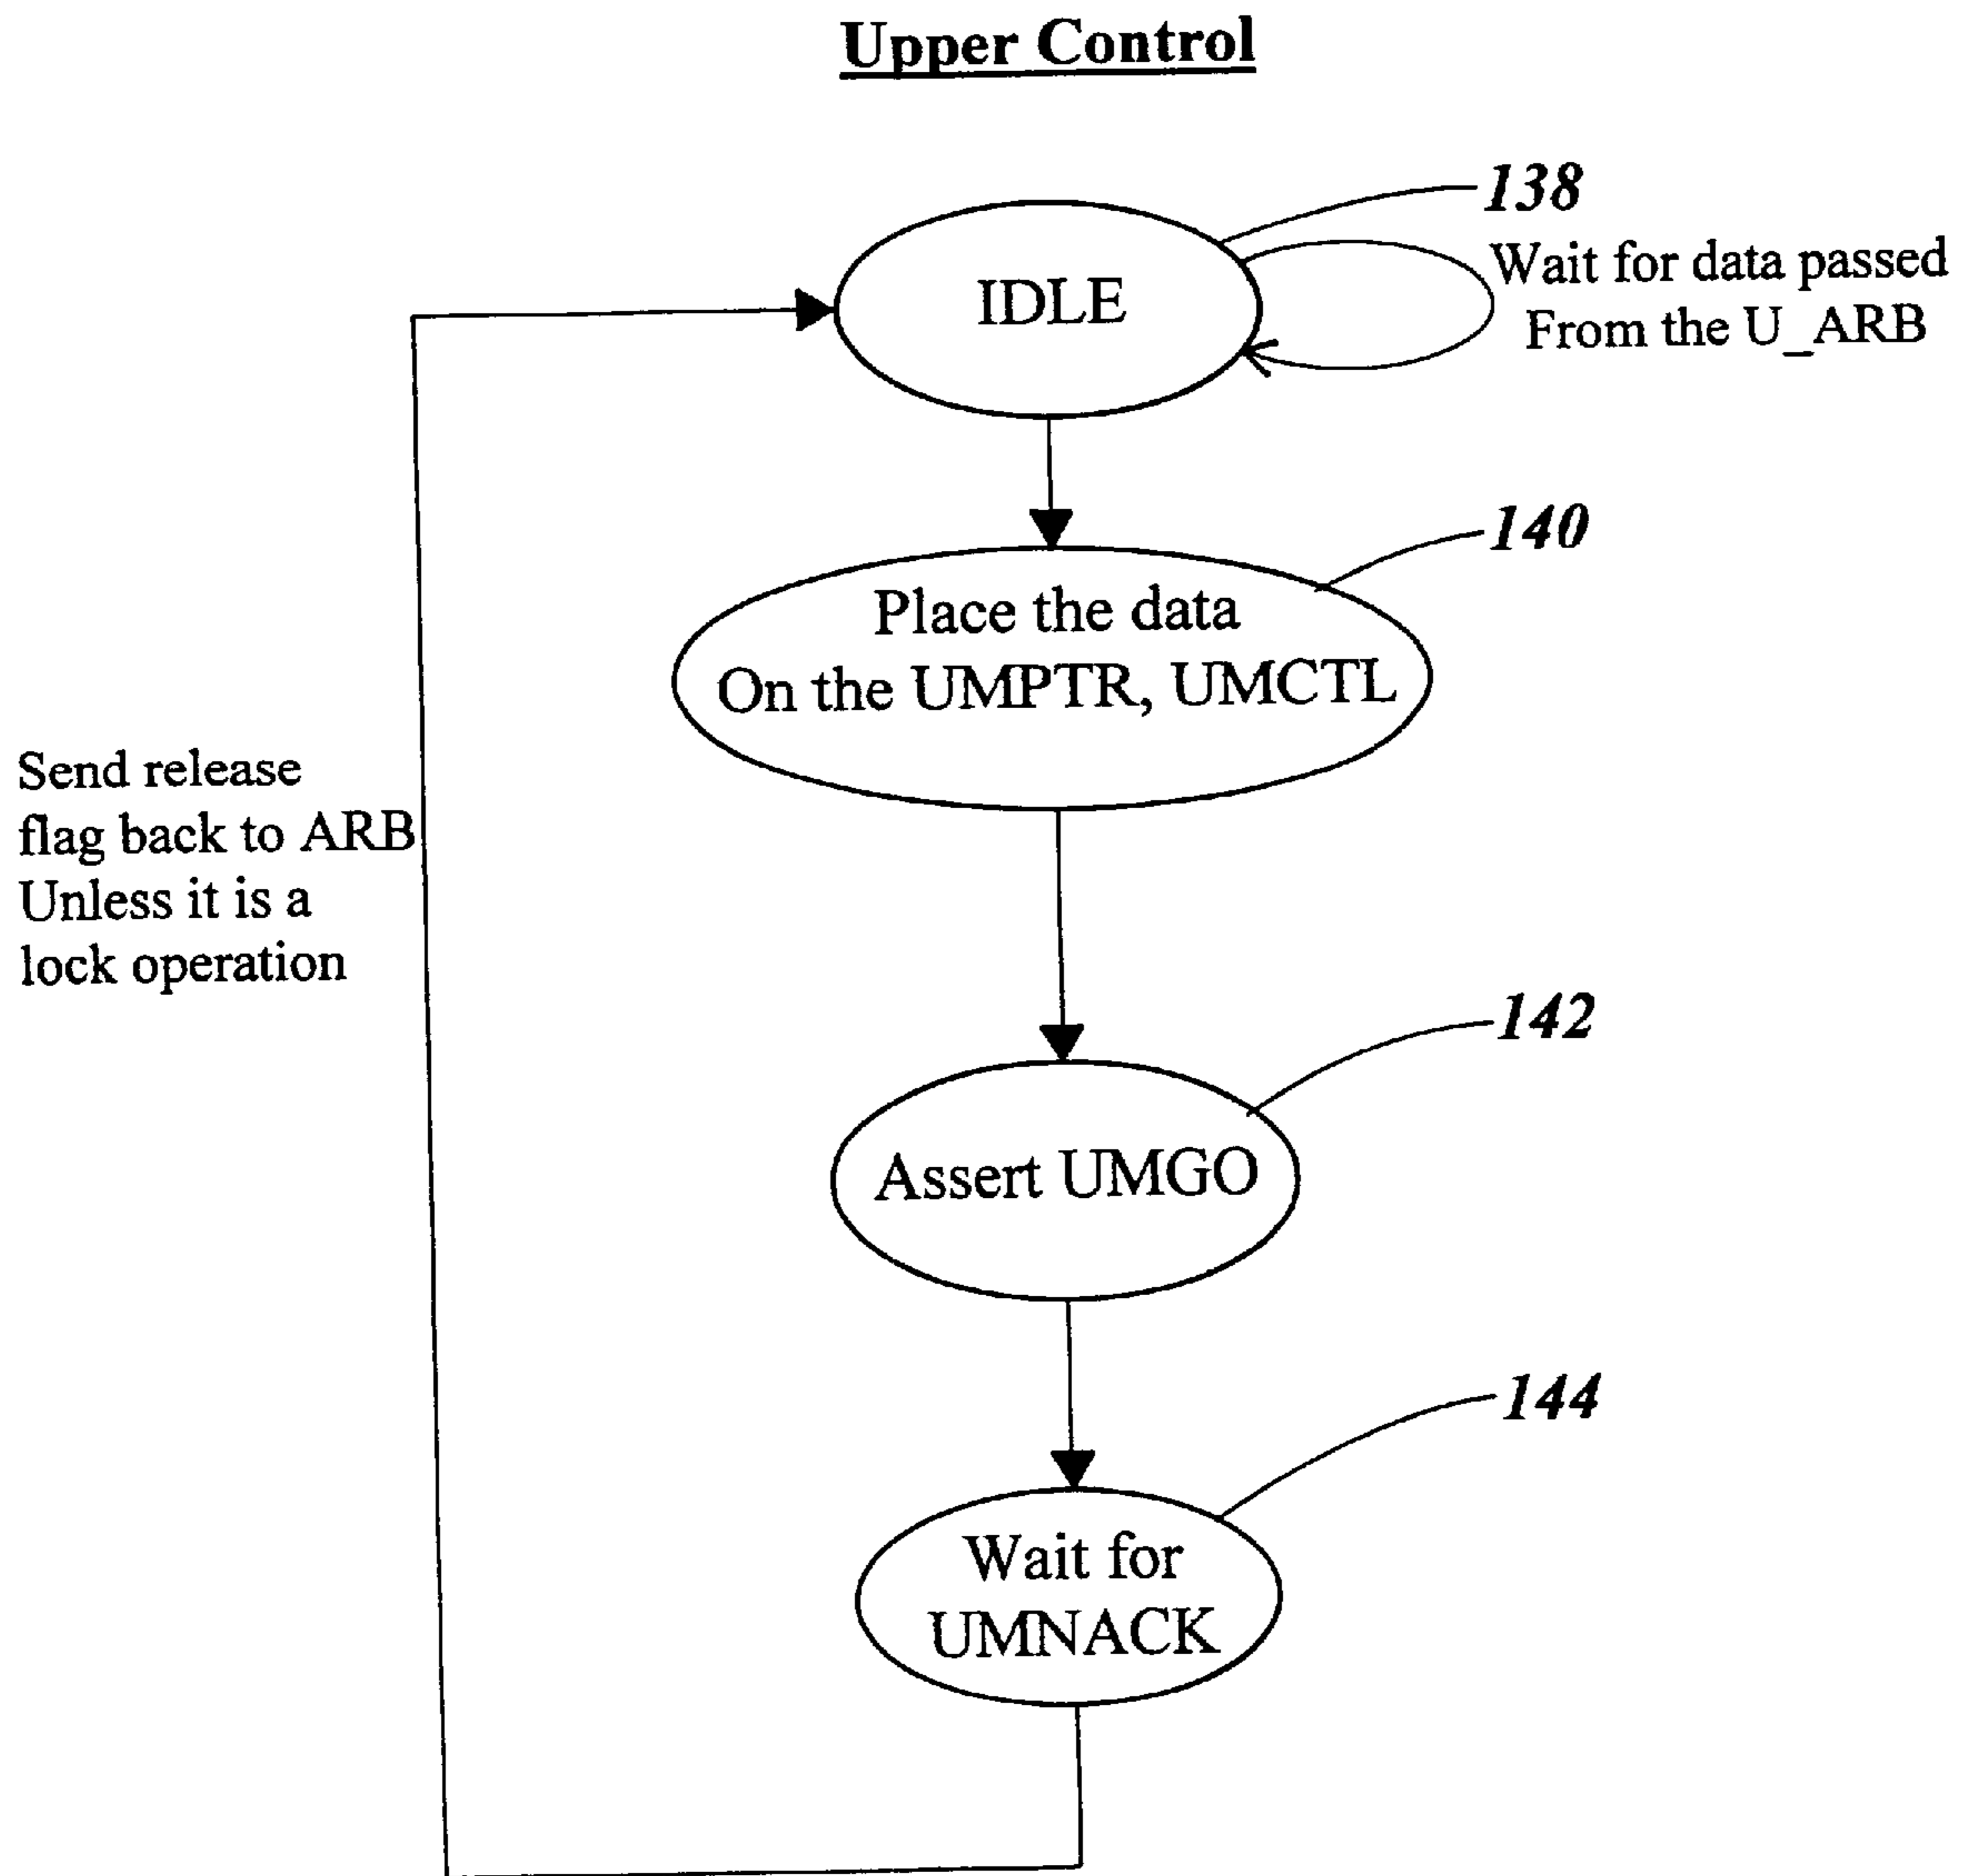 Upper Control
138
IDLE
Wait for data passed
From the U_ARB
140
Place the data
On the UMPTR, UMCTL
Send release
flag back to ARB
Unless it is a
lock operation
142
Assert UMGO
144
Wait for
UMNACK